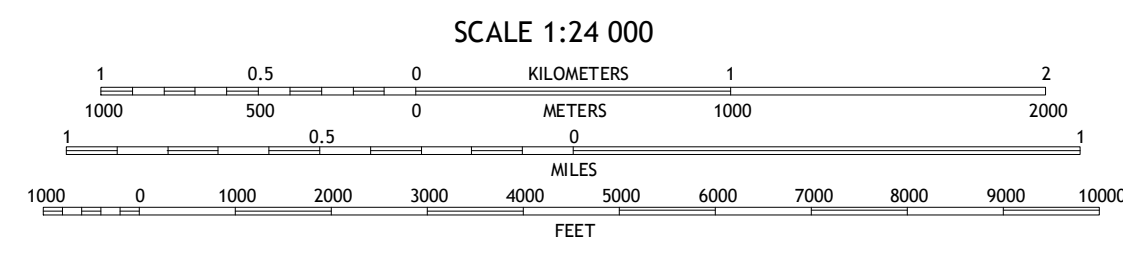 SCALE 1:24 000
1 0.5 0 KILOMETERS 1 2
1000 500 0 METERS 1000 2000
1 0.5 0 1
MILES
1000 0 1000 2000 3000 4000 5000 6000 7000 8000 9000 10000
FEET